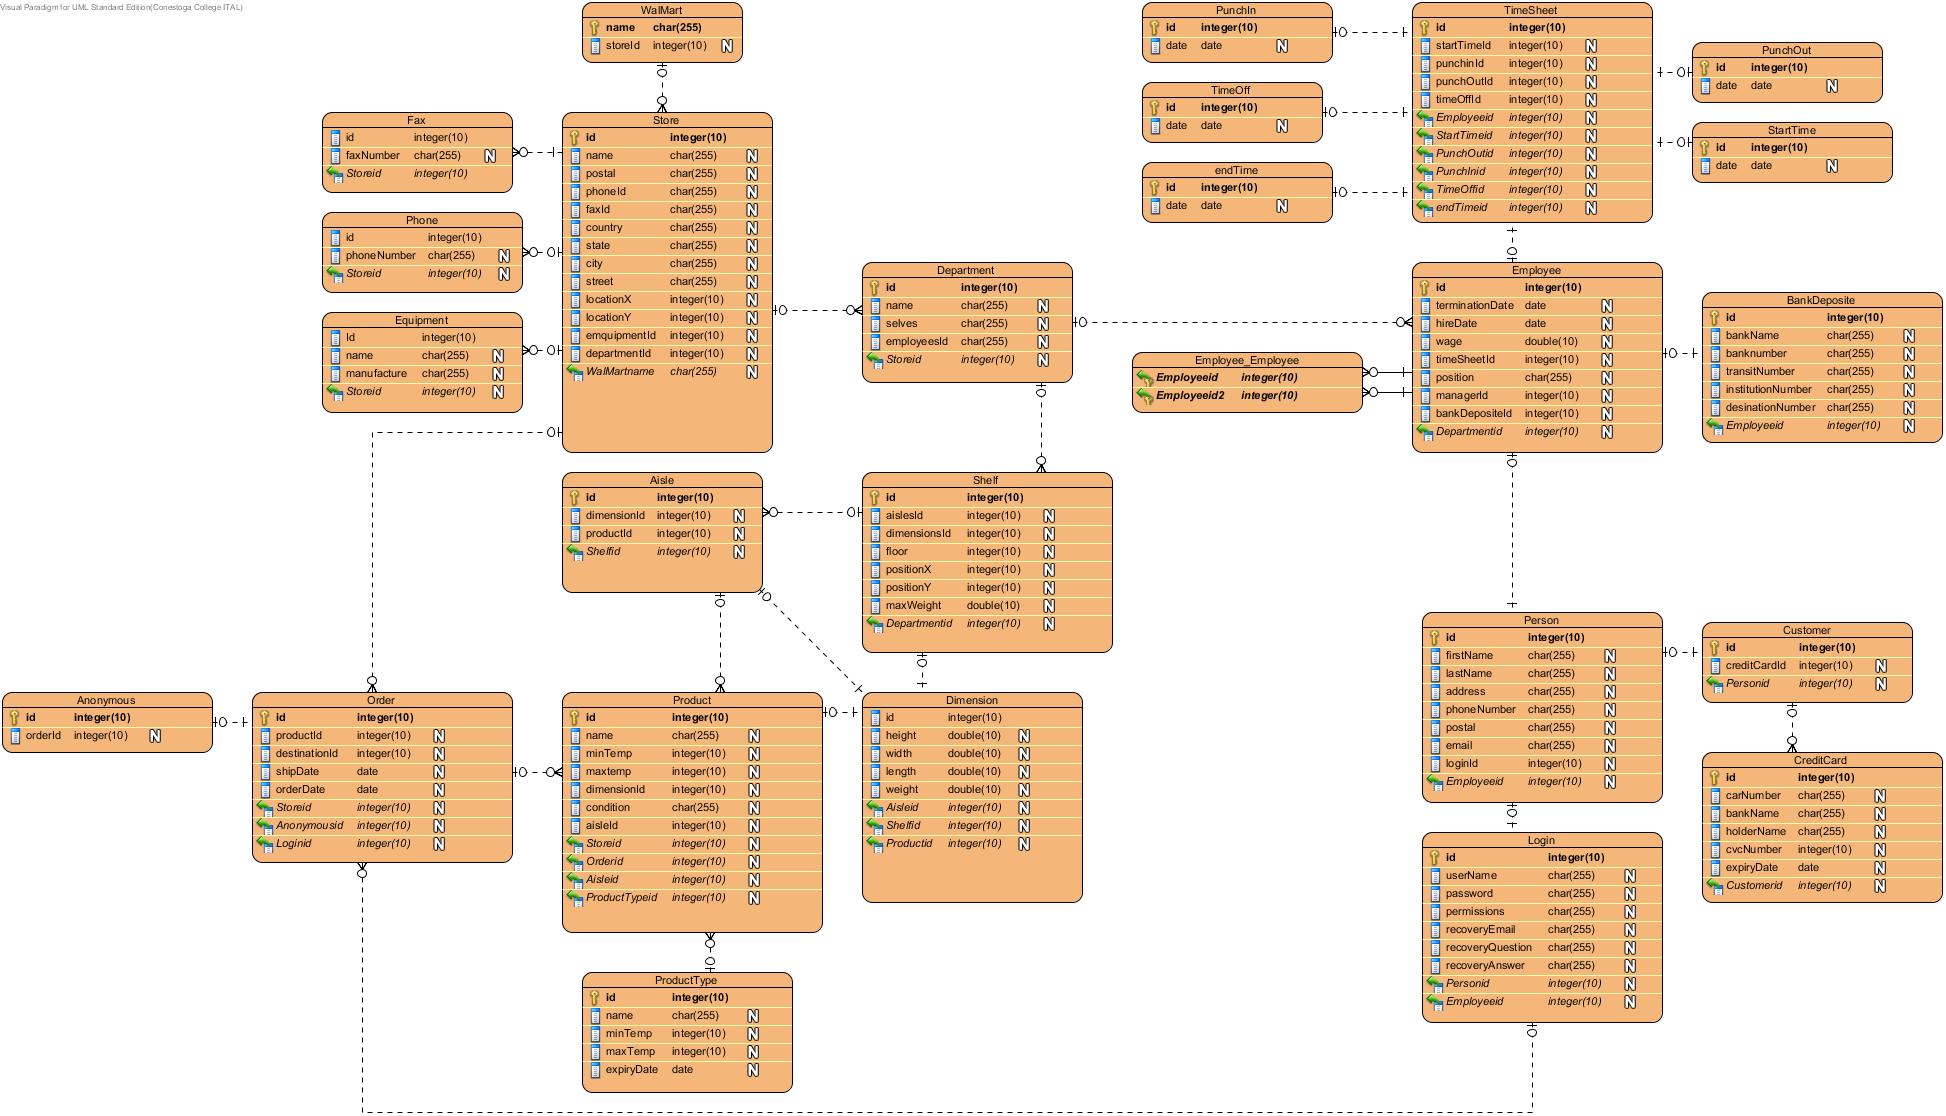 Visual Paradigm for UML Standard Edition(Conestoga College ITAL)
WalMart
name char(255)
storeId integer(10) N
Fax
id integer(10)
faxNumber char(255) N
Storeid integer(10)
Phone
id integer(10)
phoneNumber char(255) N
Storeid integer(10) N
Equipment
Id integer(10)
name char(255) N
manufacture char(255) N
Storeid integer(10) N
Store
id integer(10)
name char(255) N
postal char(255) N
phoneId char(255) N
faxId char(255) N
country char(255) N
state char(255) N
city char(255) N
street char(255) N
locationX integer(10) N
locationY integer(10) N
emquipmentId integer(10) N
departmentId integer(10) N
WalMartname char(255) N
Department
id integer(10)
name char(255) N
selves char(255) N
employeesId char(255) N
Storeid integer(10) N
PunchIn
id integer(10)
date date N
TimeOff
id integer(10)
date date N
endTime
id integer(10)
date date N
TimeSheet
id integer(10)
startTimeId integer(10) N
punchinId integer(10) N
punchOutId integer(10) N
timeOffId integer(10) N
Employeeid integer(10) N
StartTimeid integer(10) N
PunchOutid integer(10) N
PunchInid integer(10) N
TimeOffid integer(10) N
endTimeid integer(10) N
PunchOut
id integer(10)
date date N
StartTime
id integer(10)
date date N
Employee
id integer(10)
terminationDate date N
hireDate date N
wage double(10) N
timeSheetId integer(10) N
position char(255) N
managerId integer(10) N
bankDepositeId integer(10) N
Departmentid integer(10) N
Employee_Employee
Employeeid integer(10)
Employeeid2 integer(10)
BankDeposite
id integer(10)
bankName char(255) N
banknumber char(255) N
transitNumber char(255) N
institutionNumber char(255) N
desinationNumber char(255) N
Employeeid integer(10) N
Aisle
id integer(10)
dimensionId integer(10) N
productId integer(10) N
Shelfid integer(10) N
Shelf
id integer(10)
aislesId integer(10) N
dimensionsId integer(10) N
floor integer(10) N
positionX integer(10) N
positionY integer(10) N
maxWeight double(10) N
Departmentid integer(10) N
Anonymous
id integer(10)
orderId integer(10) N
Order
id integer(10)
productId integer(10) N
destinationId integer(10) N
shipDate date N
orderDate date N
Storeid integer(10) N
Anonymousid integer(10) N
Loginid integer(10) N
Product
id integer(10)
name char(255) N
minTemp integer(10) N
maxtemp integer(10) N
dimensionId integer(10) N
condition char(255) N
aisleId integer(10) N
Storeid integer(10) N
Orderid integer(10) N
Aisleid integer(10) N
ProductTypeid integer(10) N
Dimension
id integer(10)
height double(10) N
width double(10) N
length double(10) N
weight double(10) N
Aisleid integer(10) N
Shelfid integer(10) N
Productid integer(10) N
ProductType
id integer(10)
name char(255) N
minTemp integer(10) N
maxTemp integer(10) N
expiryDate date N
Person
id integer(10)
firstName char(255) N
lastName char(255) N
address char(255) N
phoneNumber char(255) N
postal char(255) N
email char(255) N
loginId integer(10) N
Employeeid integer(10) N
Customer
id integer(10)
creditCardId integer(10) N
Personid integer(10) N
CreditCard
id integer(10)
carNumber char(255) N
bankName char(255) N
holderName char(255) N
cvcNumber integer(10) N
expiryDate date N
Customerid integer(10) N
Login
id integer(10)
userName char(255) N
password char(255) N
permissions char(255) N
recoveryEmail char(255) N
recoveryQuestion char(255) N
recoveryAnswer char(255) N
Personid integer(10) N
Employeeid integer(10) N